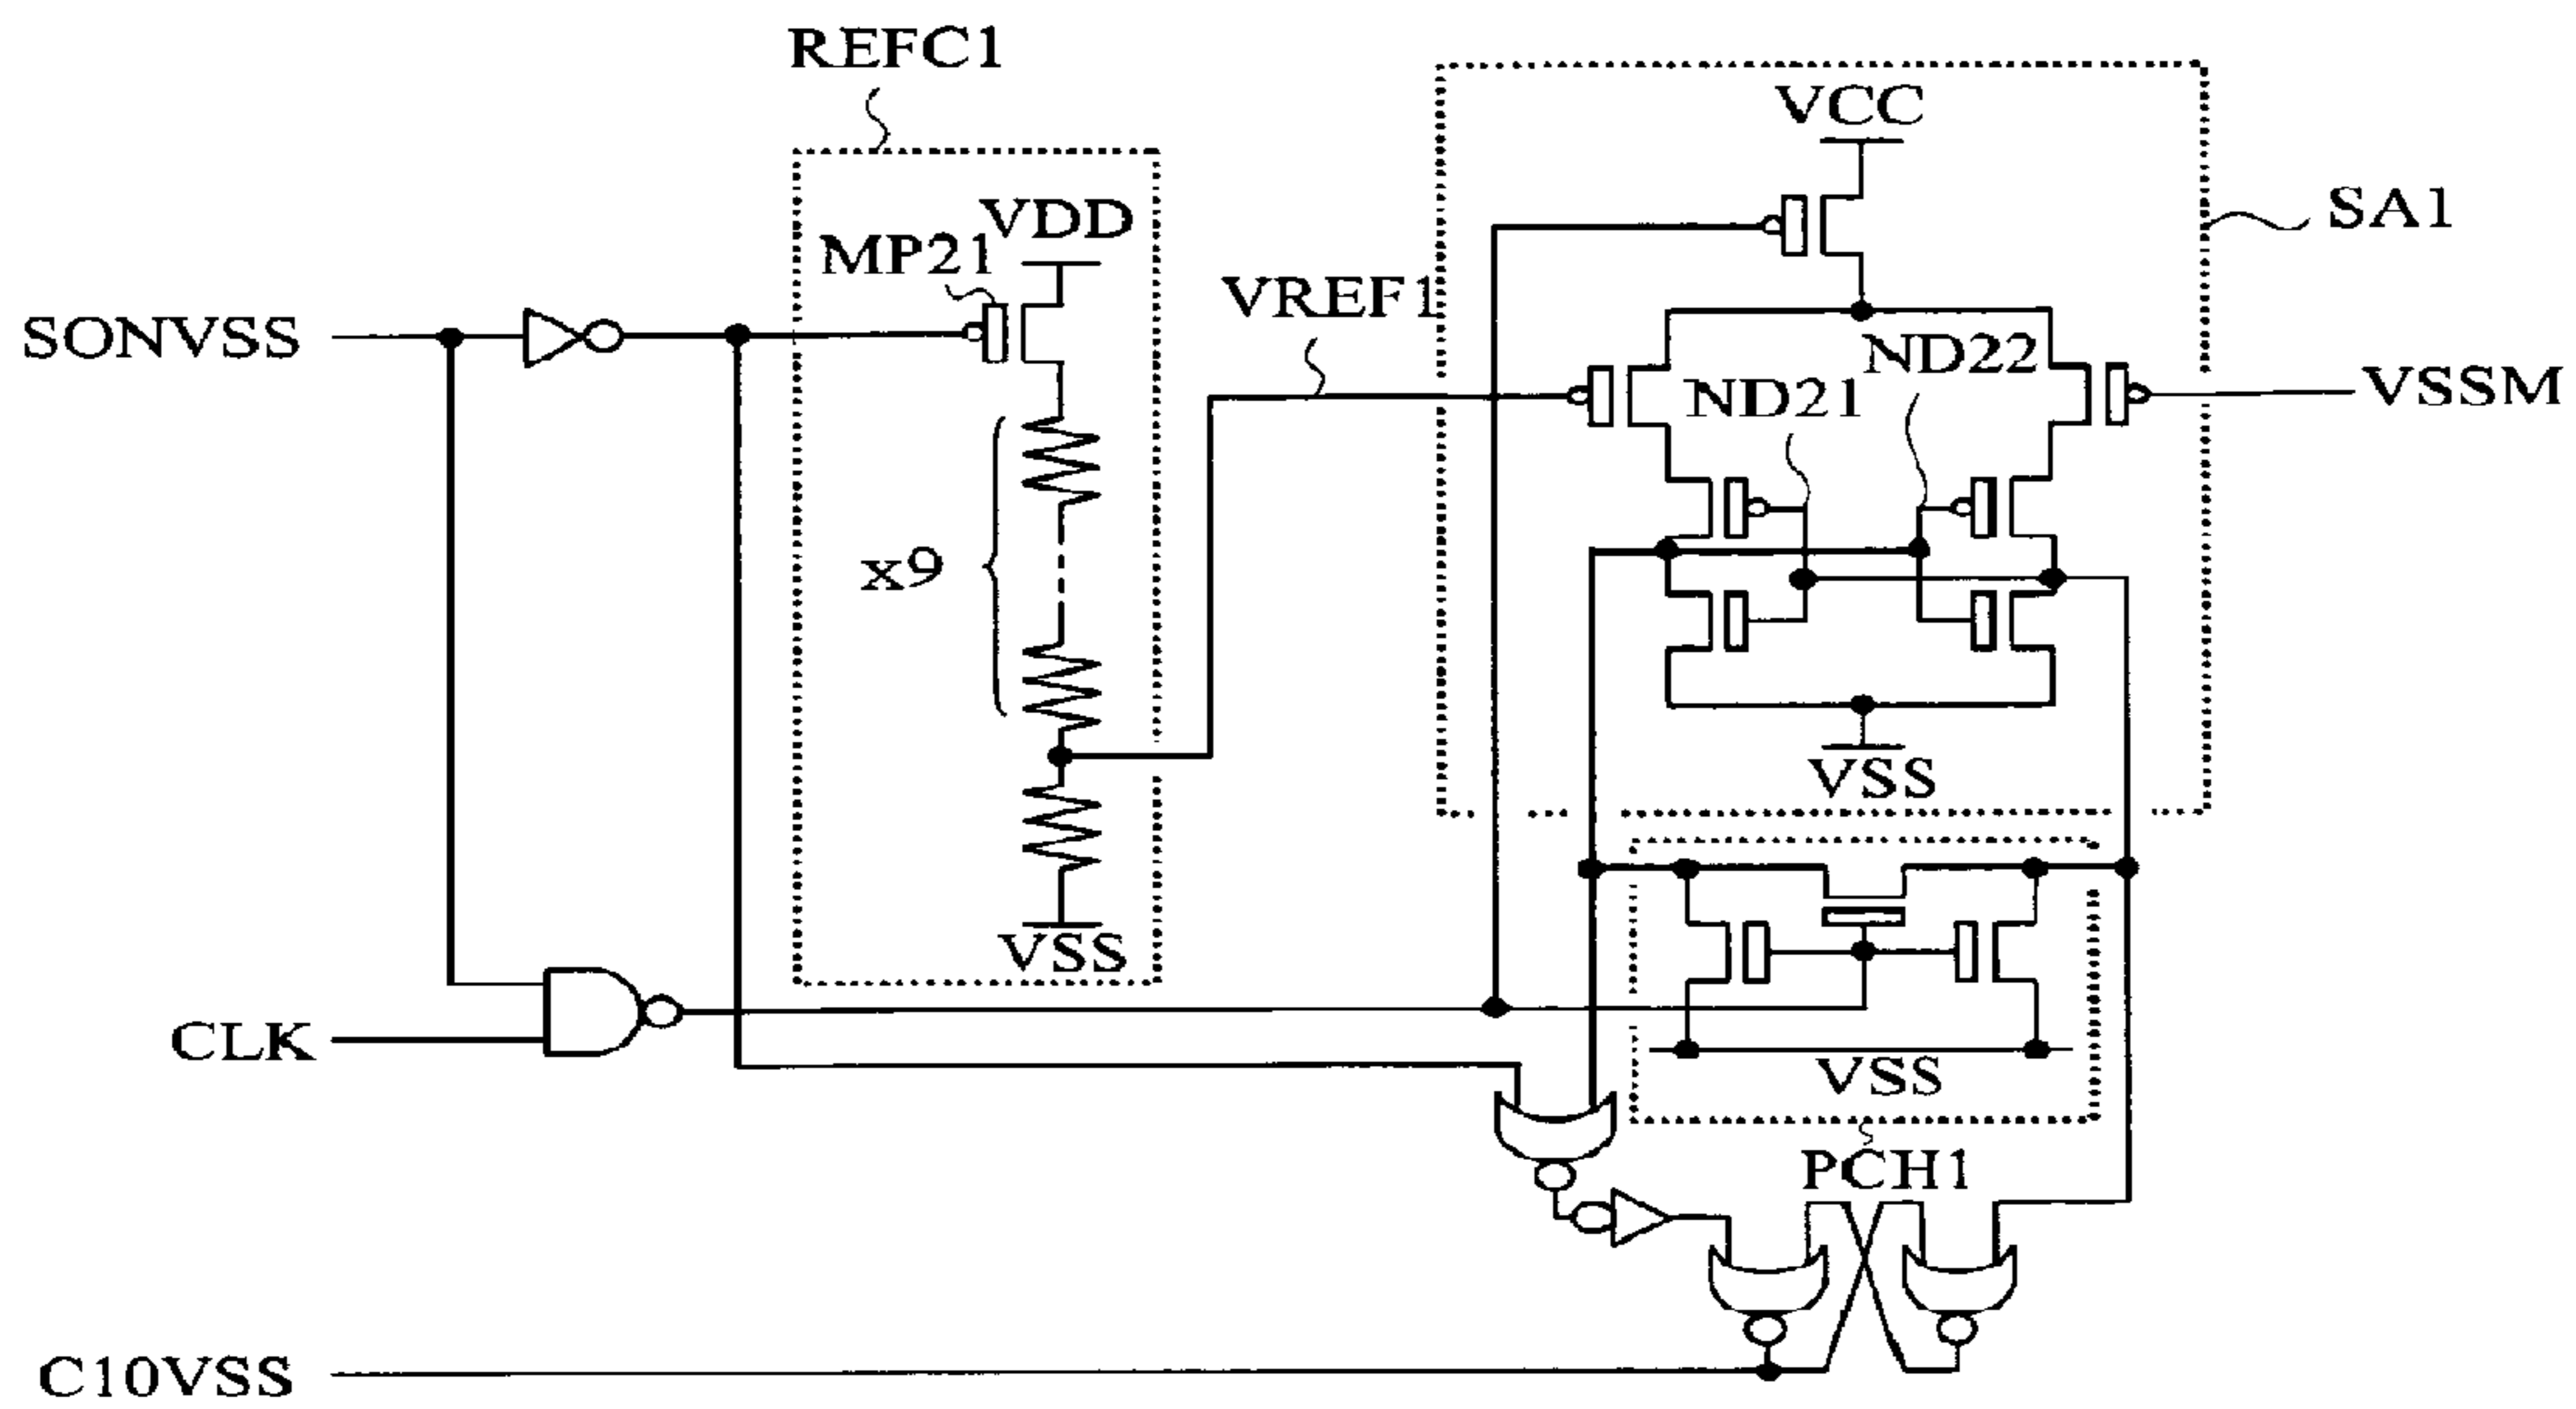 REFC1
VCC
SA1
VDD
MP21
VREF1
SONVSS
ND22
ND21
VSSM
x9
VSS
VSS
CLK
VSS
PCH1
C10VSS